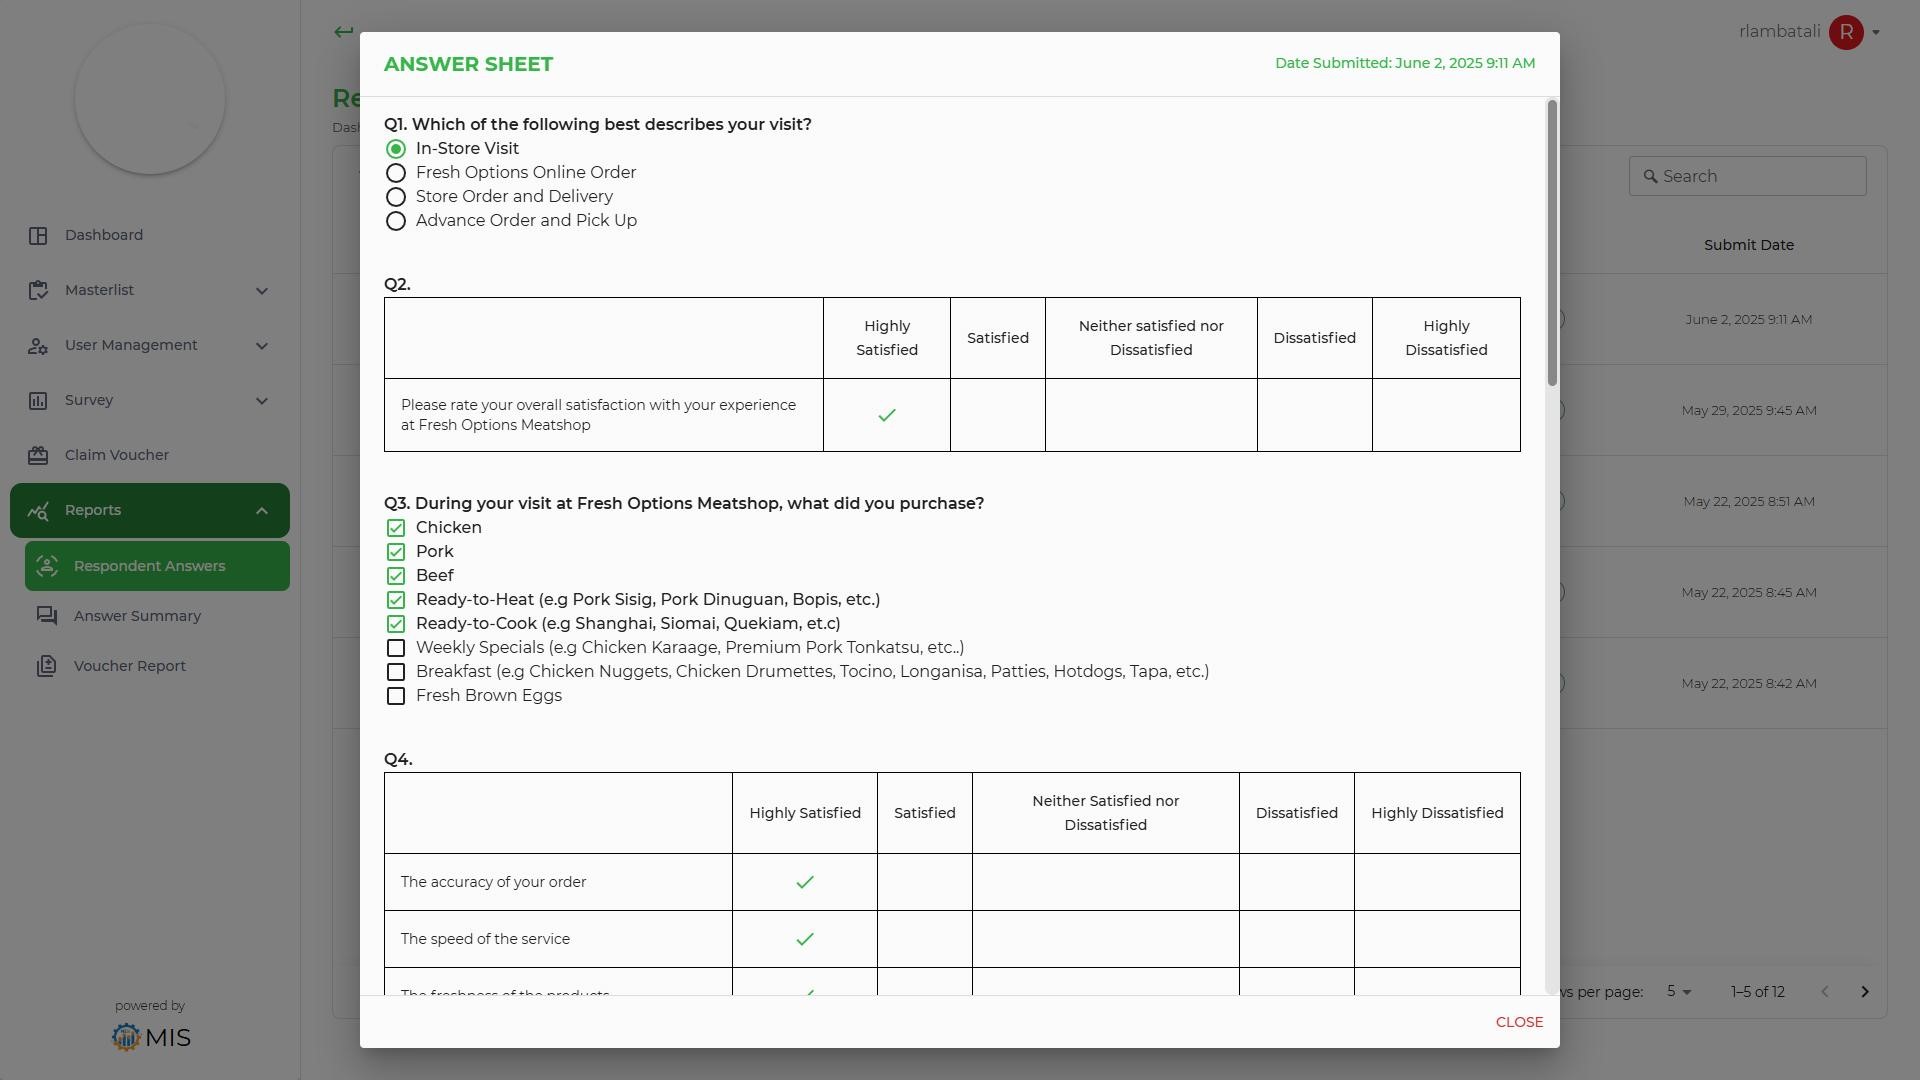 rlambatali
R
ANSWER SHEET
Date Submitted: June 2, 2025 9:11 AM
Q1. Which of the following best describes your visit?
In-Store Visit
Fresh Options Online Order
Store Order and Delivery
Advance Order and Pick Up
Q2.
Highly Satisfied
Satisfied
Neither satisfied nor Dissatisfied
Dissatisfied
Highly Dissatisfied
Please rate your overall satisfaction with your experience
at Fresh Options Meatshop
Q3. During your visit at Fresh Options Meatshop, what did you purchase?
Chicken
Pork
Beef
Ready-to-Heat (e.g Pork Sisig, Pork Dinuguan, Bopis, etc.)
Ready-to-Cook (e.g Shanghai, Siomai, Quekiam, et.c)
Weekly Specials (e.g Chicken Karaage, Premium Pork Tonkatsu, etc..)
Breakfast (e.g Chicken Nuggets, Chicken Drumettes, Tocino, Longanisa, Patties, Hotdogs, Tapa, etc.)
Fresh Brown Eggs
Q4.
Highly Satisfied
Satisfied
Neither Satisfied nor
Dissatisfied
Dissatisfied
Highly Dissatisfied
The accuracy of your order
The speed of the service
The freshness of the products
CLOSE
Dashboard
Masterlist
User Management
Survey
Claim Voucher
Reports
Respondent Answers
Answer Summary
Voucher Report
powered by
MIS
Search
Submit Date
June 2, 2025 9:11 AM
May 29, 2025 9:45 AM
May 22, 2025 8:51 AM
May 22, 2025 8:45 AM
May 22, 2025 8:42 AM
per page:
5
1–5 of 12